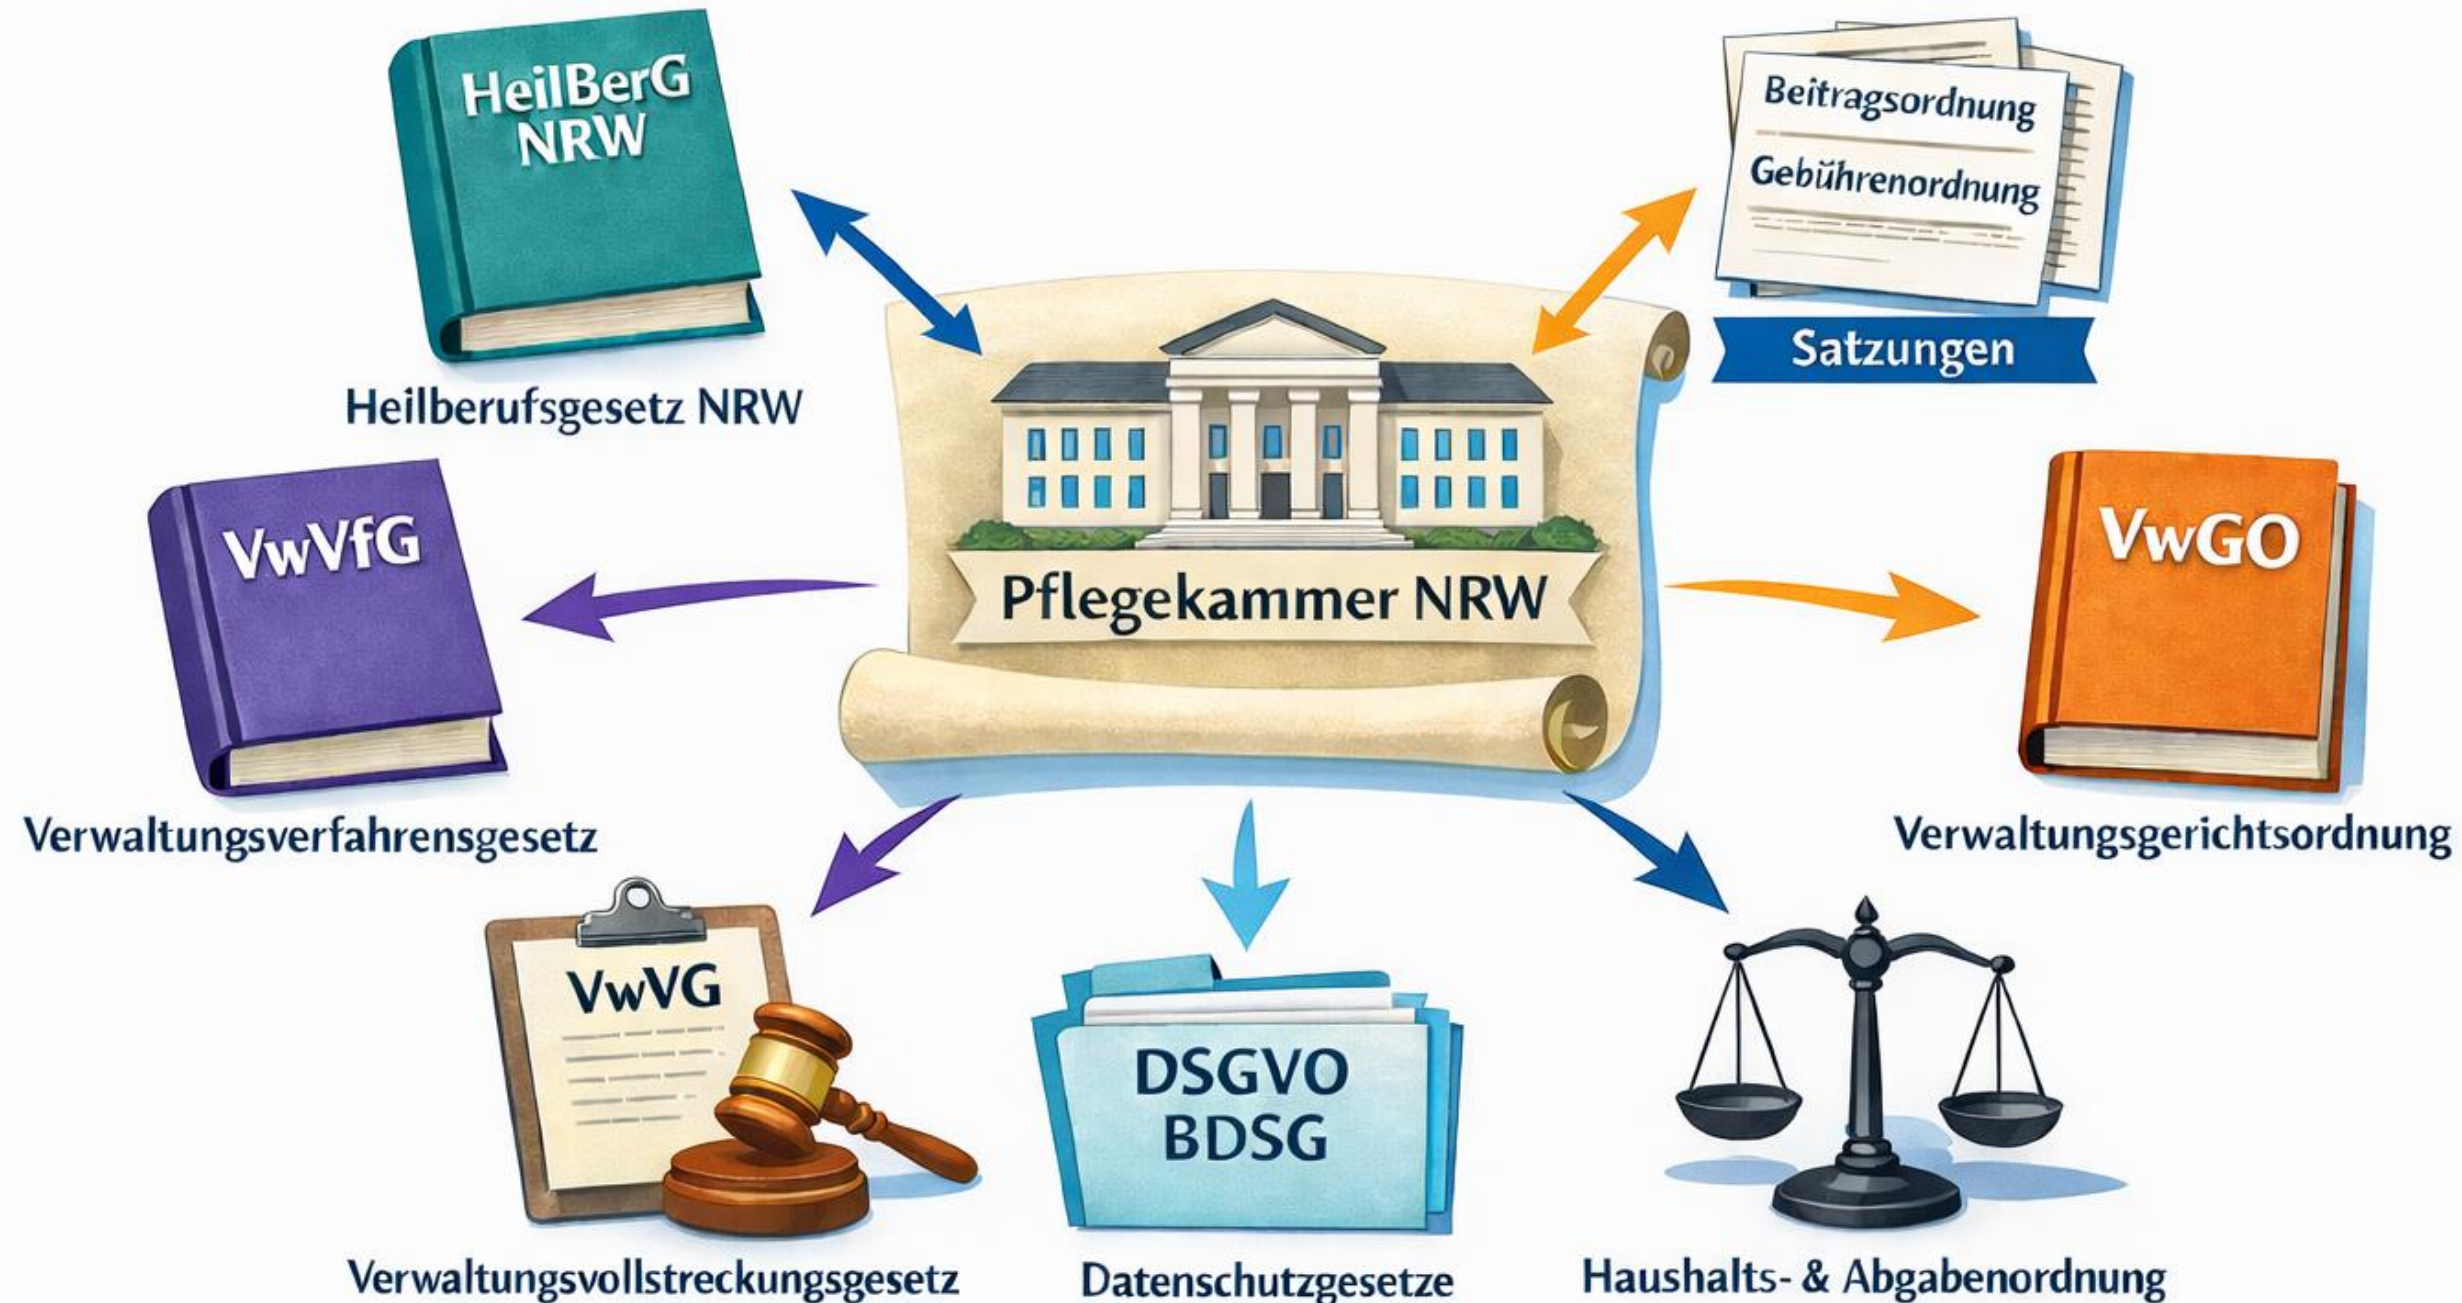 HeilBerG
NRW
Heilberufsgesetz NRW
Beitragsordnung
Gebührenordnung
Satzungen
VwVfG
Verwaltungsverfahrensgesetz
Pflegekammer NRW
VwGO
Verwaltungsgerichtsordnung
VwVG
Verwaltungsvollstreckungsgesetz
DSGVO
BDSG
Datenschutzgesetze
Haushalts- & Abgabenordnung